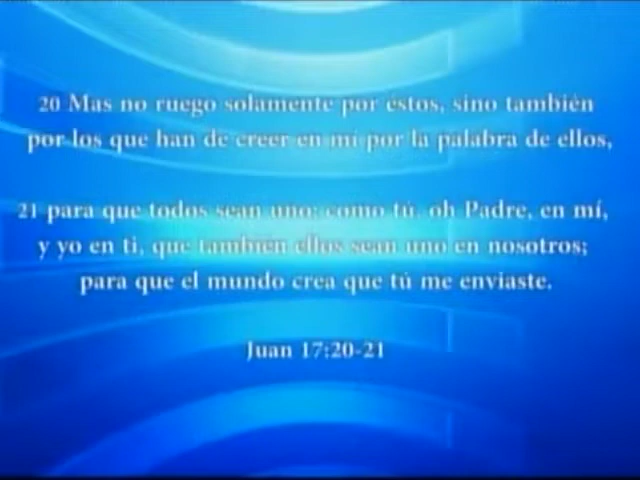 20 Mas no ruego solamente por éstos, sino también
por los que han de creer en mí por la palabra de ellos,
21 para que todos sean uno; como tú, oh Padre, en mí,
y yo en ti, que también ellos sean uno en nosotros;
para que el mundo crea que tú me enviaste.
Juan 17:20-21